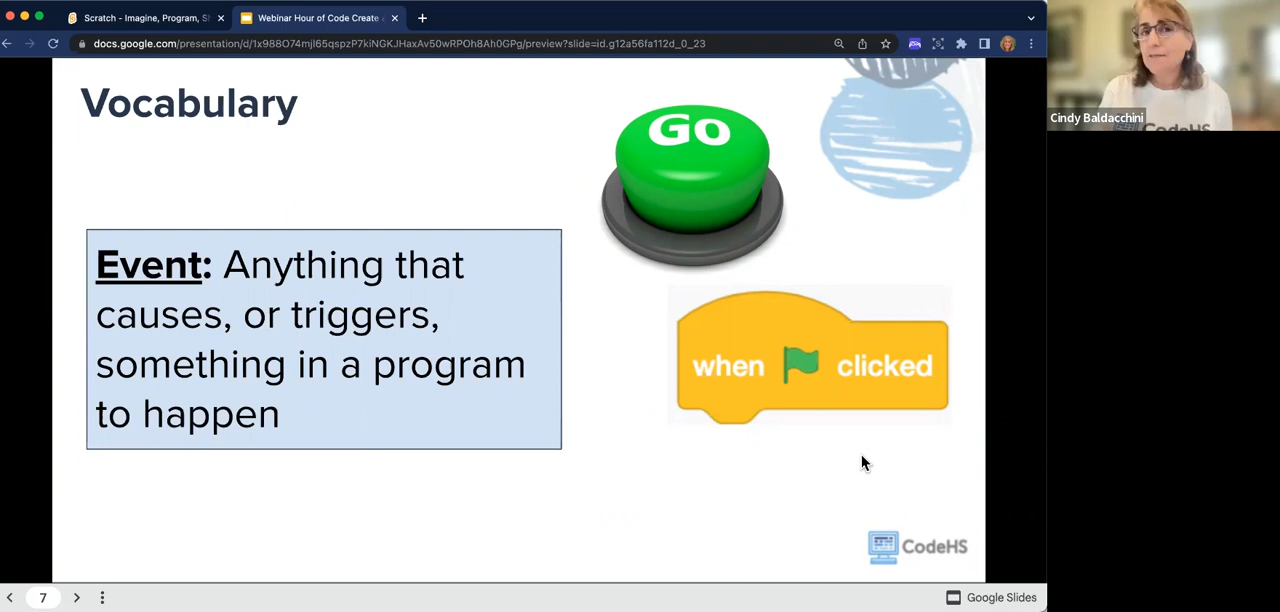 Scratch - Imagine, Program, S
Webinar Hour of Code Create
docs.google.com/presentation/d/1x988O74mjl65qspzP7kiNGKJHaxAv50wRPOh8Ah0GPg/preview?slide=id.g12a56fa112d_0_23
Vocabulary
Go
Event: Anything that
causes, or triggers,
something in a program
to happen
when clicked
CodeHS
Cindy Baldacchini
CodeHS
7
Google Slides